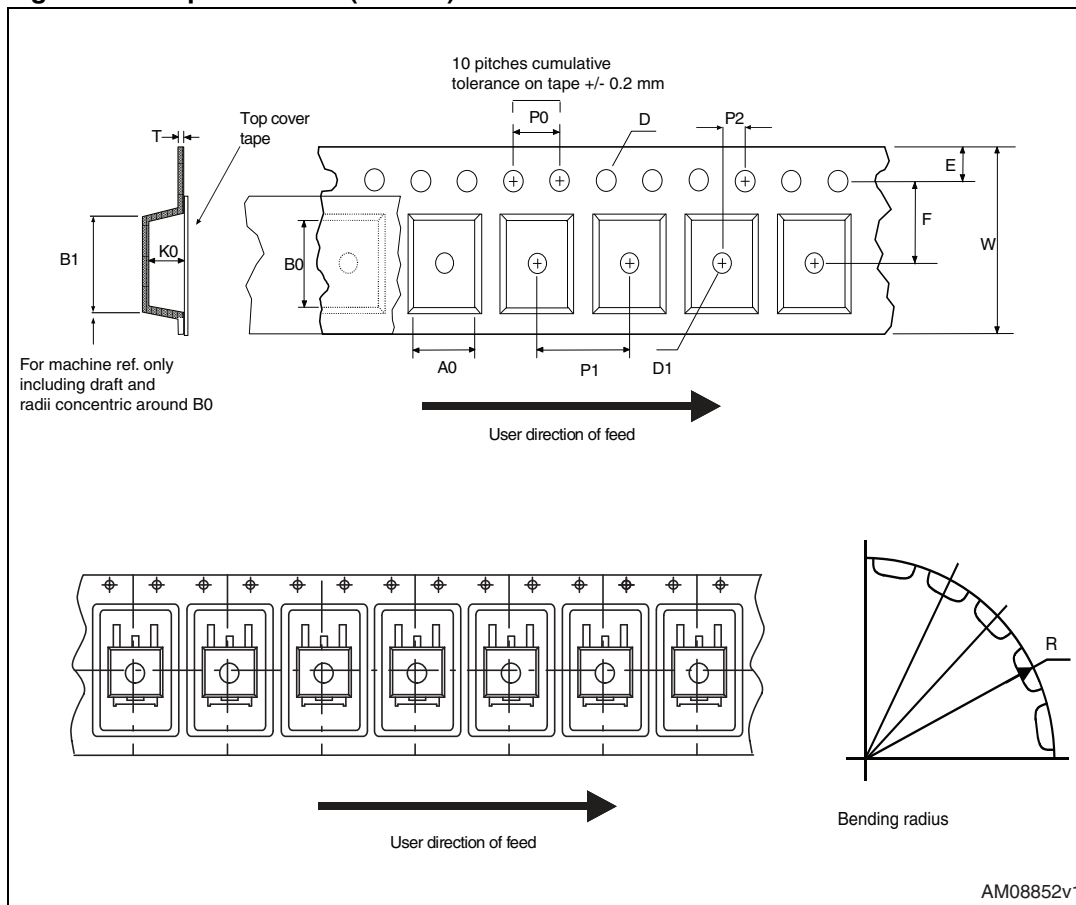 10 pitches cumulative
tolerance on tape +/- 0.2 mm
P0
D
P2
T
Top cover
tape
E
F
W
B1
K0
B0
For machine ref. only
including draft and
radii concentric around B0
A0
P1
D1
User direction of feed
R
Bending radius
User direction of feed
AM08852v1